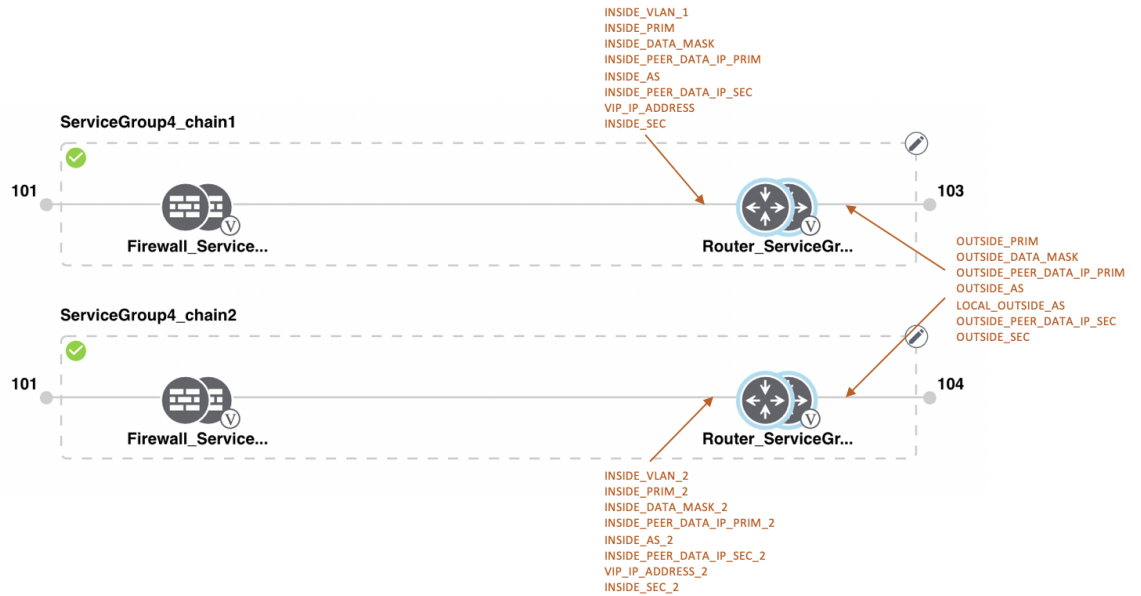 INSIDE_VLAN_1
INSIDE_PRIM
INSIDE_DATA_MASK
INSIDE_PEER_DATA_IP_PRIM
INSIDE_AS
INSIDE_PEER_DATA_IP_SEC
VIP_IP_ADDRESS
INSIDE_SEC
ServiceGroup4_chain1
101
103
V
V
Firewall_Service...
Router_ServiceGr...
OUTSIDE_PRIM
OUTSIDE_DATA_MASK
OUTSIDE_PEER_DATA_IP_PRIM
OUTSIDE_AS
LOCAL_OUTSIDE_AS
OUTSIDE_PEER_DATA_IP_SEC
OUTSIDE_SEC
ServiceGroup4_chain2
101
104
V
V
Firewall_Service...
Router_ServiceGr...
INSIDE_VLAN_2
INSIDE_PRIM_2
INSIDE_DATA_MASK_2
INSIDE_PEER_DATA_IP_PRIM_2
INSIDE_AS_2
INSIDE_PEER_DATA_IP_SEC_2
VIP_IP_ADDRESS_2
INSIDE_SEC_2